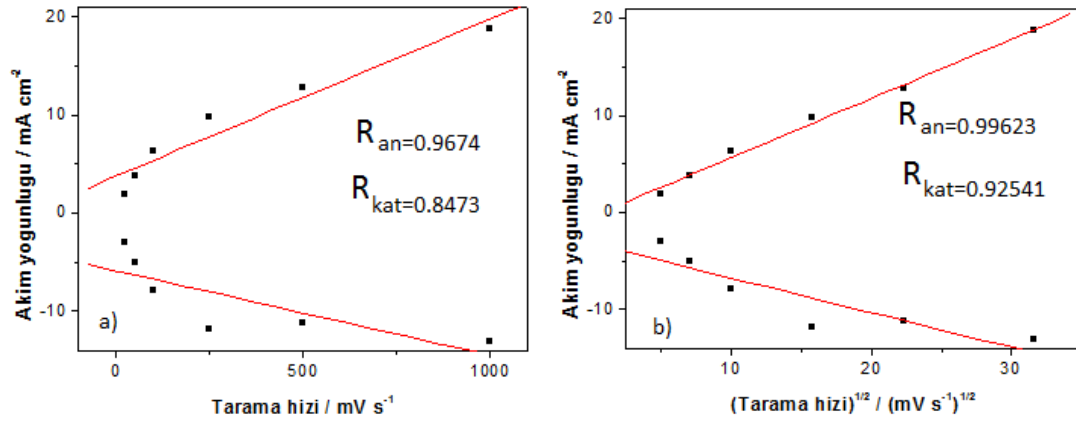 20
10
0
-10
Akim yogunlugu / mA cm⁻²
R an=0.9674
R kat=0.8473
a)
0
500
1000
Tarama hizi / mV s⁻¹
20
10
0
-10
Akim yogunlugu / mA cm⁻²
R an=0.99623
R kat=0.92541
b)
10
20
30
(Tarama hizi)¹/² / (mV s⁻¹)¹/²